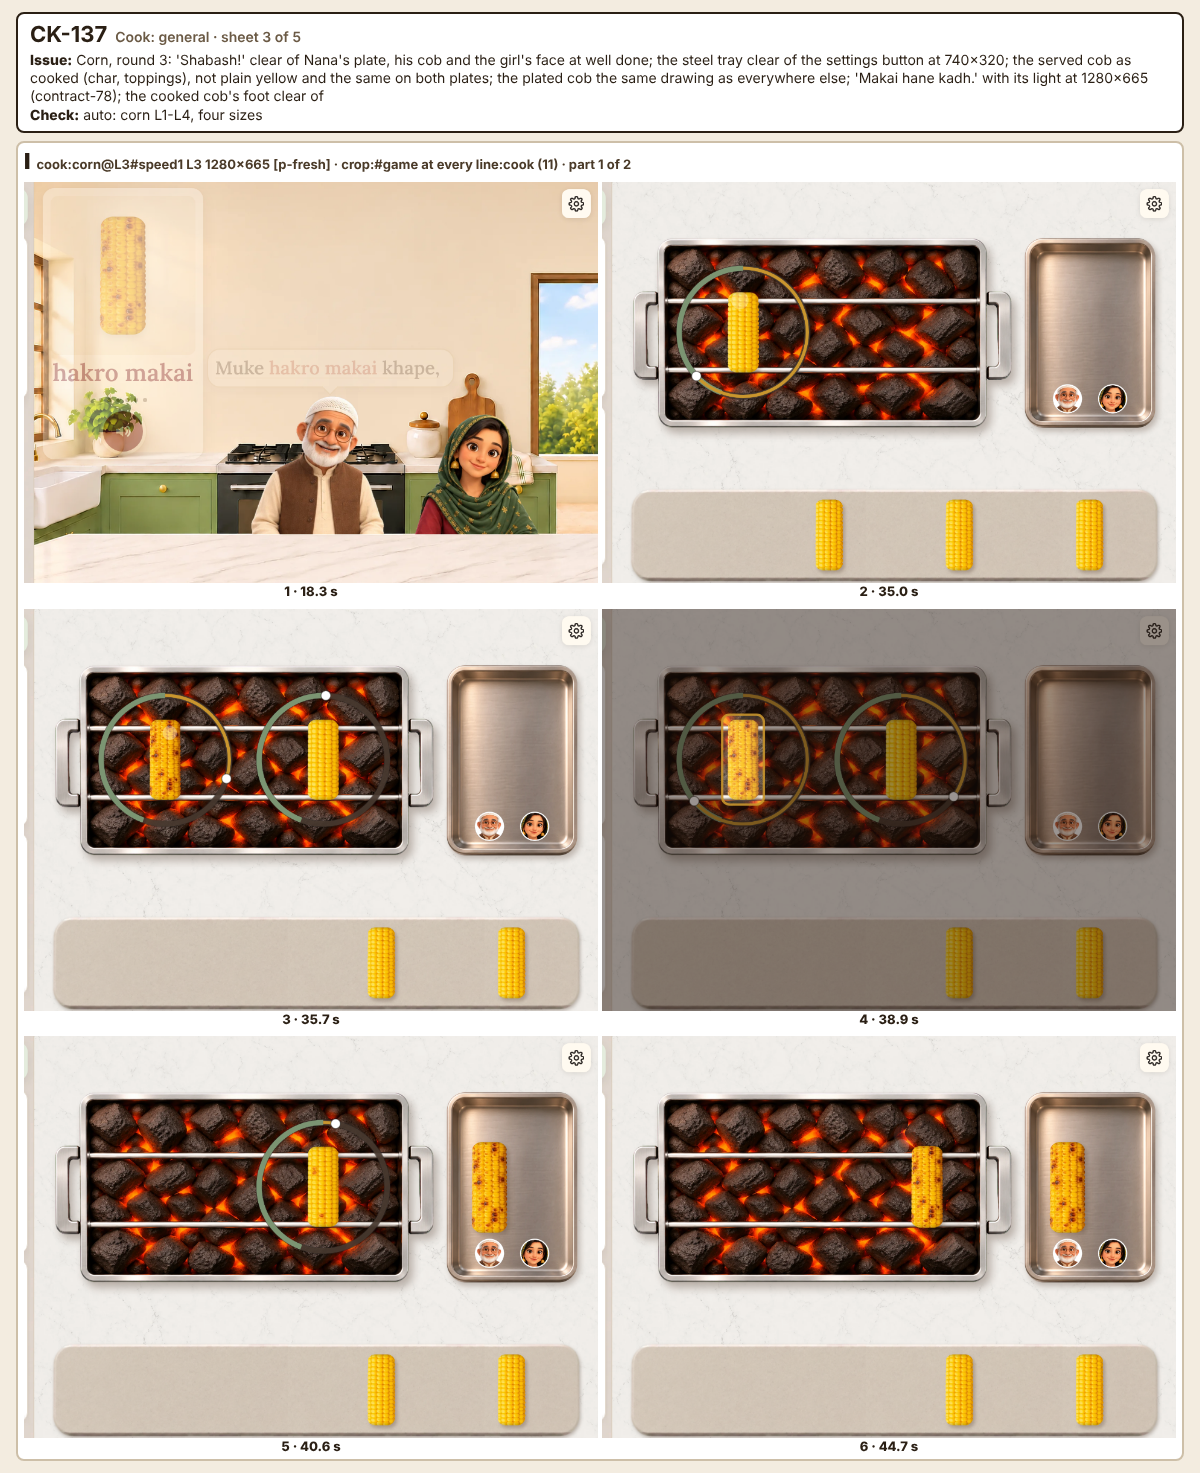 CK-137 Cook: general · sheet 3 of 5
Issue: Corn, round 3: 'Shabash!' clear of Nana's plate, his cob and the girl's face at well done; the steel tray clear of the settings button at 740×320; the served cob as
cooked (char, toppings), not plain yellow and the same on both plates; the plated cob the same drawing as everywhere else; 'Makai hane kadh.' with its light at 1280×665
(contract-78); the cooked cob's foot clear of
Check: auto: corn L1-L4, four sizes
cook:corn@L3#speed1 L3 1280×665 [p-fresh] · crop:#game at every line:cook (11) · part 1 of 2
hakro makai
Muke hakro makai khape,
1 · 18.3 s
2 · 35.0 s
3 · 35.7 s
4 · 38.9 s
5 · 40.6 s
6 · 44.7 s